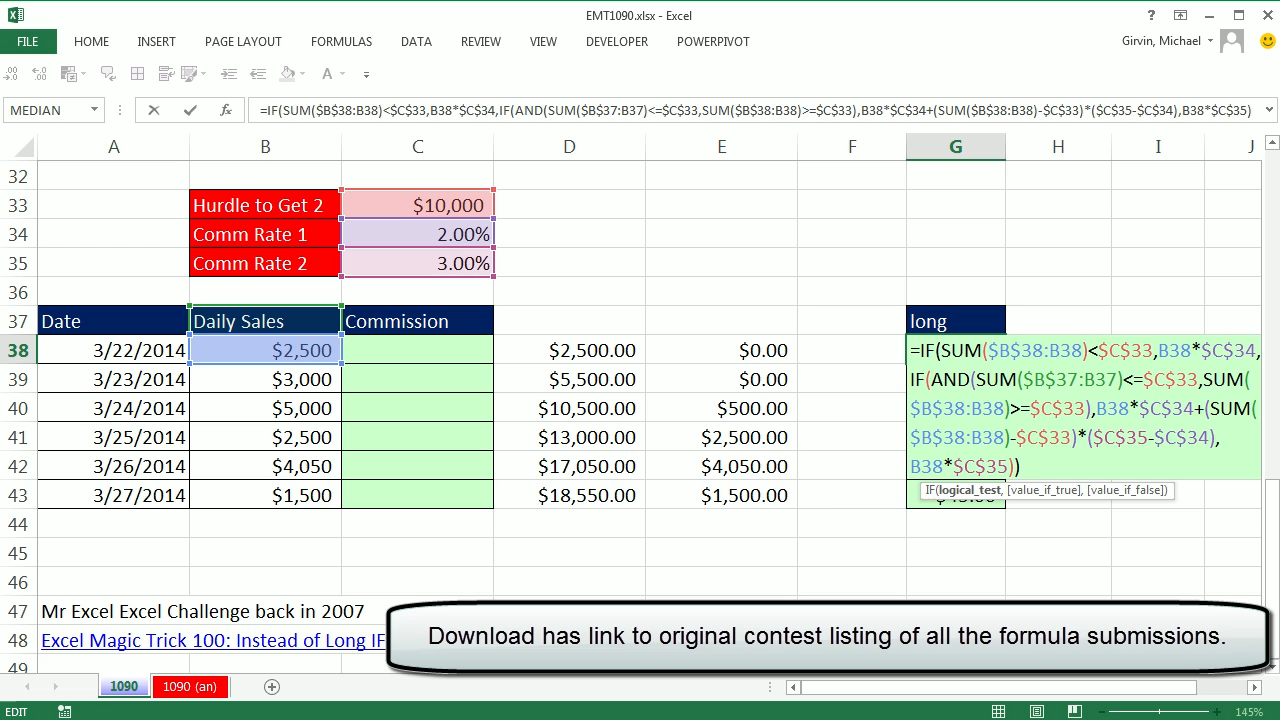 EMT1090.xlsx - Excel
FILE HOME INSERT PAGE LAYOUT FORMULAS DATA REVIEW VIEW DEVELOPER POWERPIVOT Girvin, Michael
MEDIAN =IF(SUM($B$38:B38)<$C$33,B38*$C$34,IF(AND(SUM($B$37:B37)<=$C$33,SUM($B$38:B38)>=$C$33),B38*$C$34+(SUM($B$38:B38)-$C$33)*($C$35-$C$34),B38*$C$35)
A B C D E F G H I J
32
33 Hurdle to Get 2 $10,000
34 Comm Rate 1 2.00%
35 Comm Rate 2 3.00%
36
37 Date Daily Sales Commission long
38 3/22/2014 $2,500 $2,500.00 $0.00 =IF(SUM($B$38:B38)<$C$33,B38*$C$34,
39 3/23/2014 $3,000 $5,500.00 $0.00 IF(AND(SUM($B$37:B37)<=$C$33,SUM(
40 3/24/2014 $5,000 $10,500.00 $500.00 $B$38:B38)>=$C$33),B38*$C$34+(SUM(
41 3/25/2014 $2,500 $13,000.00 $2,500.00 $B$38:B38)-$C$33)*($C$35-$C$34),
42 3/26/2014 $4,050 $17,050.00 $4,050.00 B38*$C$35))
IF(logical_test, [value_if_true], [value_if_false])
43 3/27/2014 $1,500 $18,550.00 $1,500.00
44
45
46
47 Mr Excel Excel Challenge back in 2007
48 Excel Magic Trick 100: Instead of Long IF
Download has link to original contest listing of all the formula submissions.
49
1090 1090 (an)
EDIT 145%